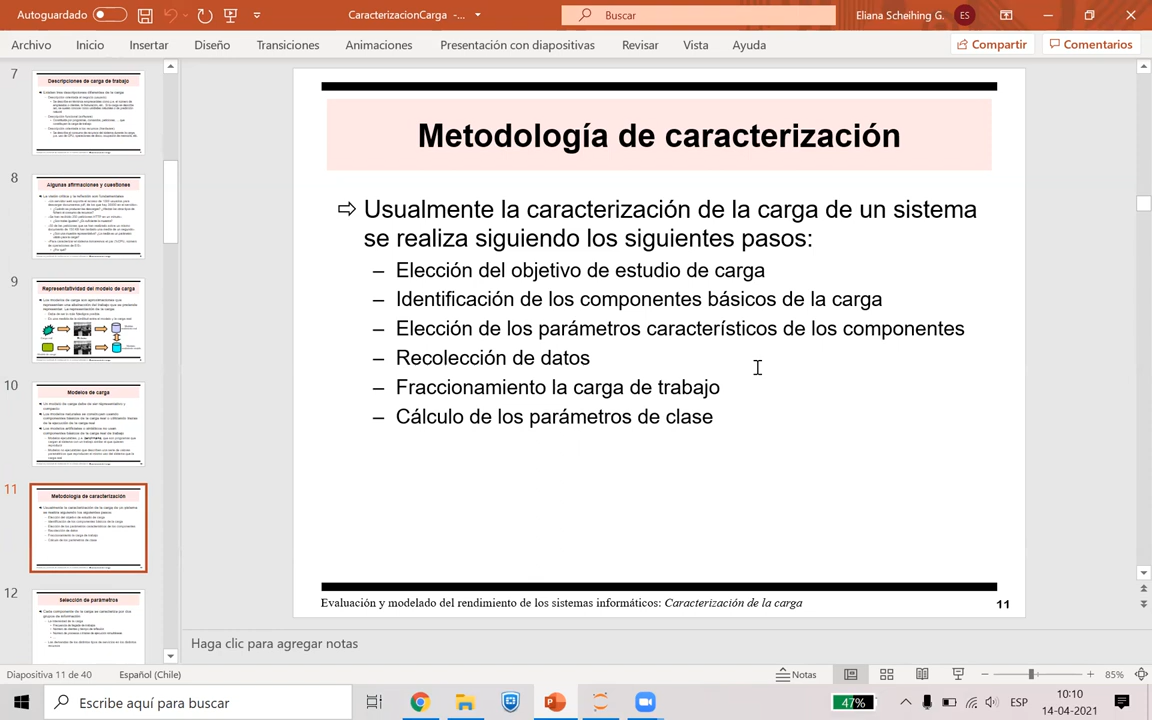 Autoguardado
CaracterizacionCarga -...
Buscar
Eliana Scheihing G.
ES
Archivo
Inicio
Insertar
Diseño
Transiciones
Animaciones
Presentación con diapositivas
Revisar
Vista
Ayuda
Compartir
Comentarios
7
Descripciones de carga de trabajo
8
Algunas afirmaciones y cuestiones
9
Representatividad del modelo de carga
10
Modelos de carga
11
Metodología de caracterización
12
Selección de parámetros
Metodología de caracterización
⇨ Usualmente la caracterización de la carga de un sistema
se realiza siguiendo los siguientes pasos:
– Elección del objetivo de estudio de carga
– Identificación de los componentes básicos de la carga
– Elección de los parámetros característicos de los componentes
– Recolección de datos
– Fraccionamiento la carga de trabajo
– Cálculo de los parámetros de clase
Evaluación y modelado del rendimiento de los sistemas informáticos: Caracterización de la carga
11
Haga clic para agregar notas
Diapositiva 11 de 40
Español (Chile)
Notas
85%
Escribe aquí para buscar
47%
ESP
10:10
14-04-2021